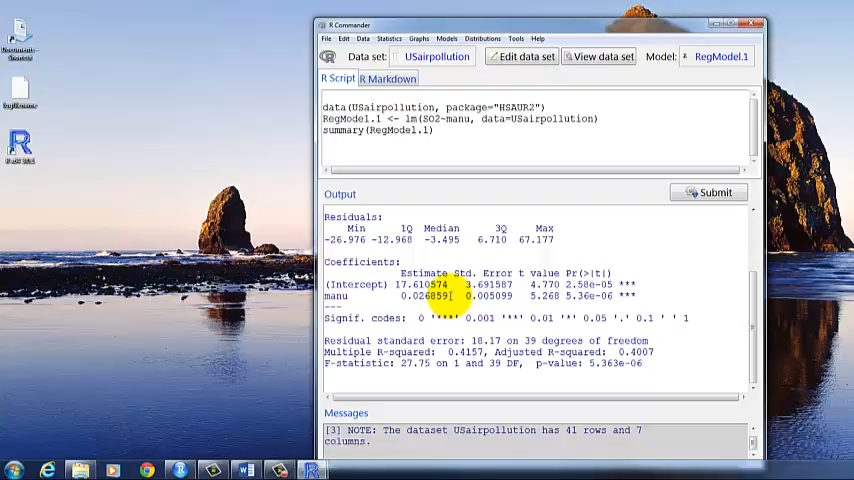 R Commander
File Edit Data Statistics Graphs Models Distributions Tools Help
Data set: USairpollution Edit data set View data set Model: RegModel.1
R Script R Markdown
data(USairpollution, package="HSAUR2")
RegModel.1 <- lm(SO2~manu, data=USairpollution)
summary(RegModel.1)
Output Submit
Residuals:
Min 1Q Median 3Q Max
-26.976 -12.968 -3.495 6.710 67.177
Coefficients:
Estimate Std. Error t value Pr(>|t|)
(Intercept) 17.610574 3.691587 4.770 2.58e-05 ***
manu 0.026859 0.005099 5.268 5.36e-06 ***
---
Signif. codes: 0 '***' 0.001 '**' 0.01 '*' 0.05 '.' 0.1 ' ' 1
Residual standard error: 18.17 on 39 degrees of freedom
Multiple R-squared: 0.4157, Adjusted R-squared: 0.4007
F-statistic: 27.75 on 1 and 39 DF, p-value: 5.363e-06
Messages
[3] NOTE: The dataset USairpollution has 41 rows and 7
columns.
Documents -
Shortcut